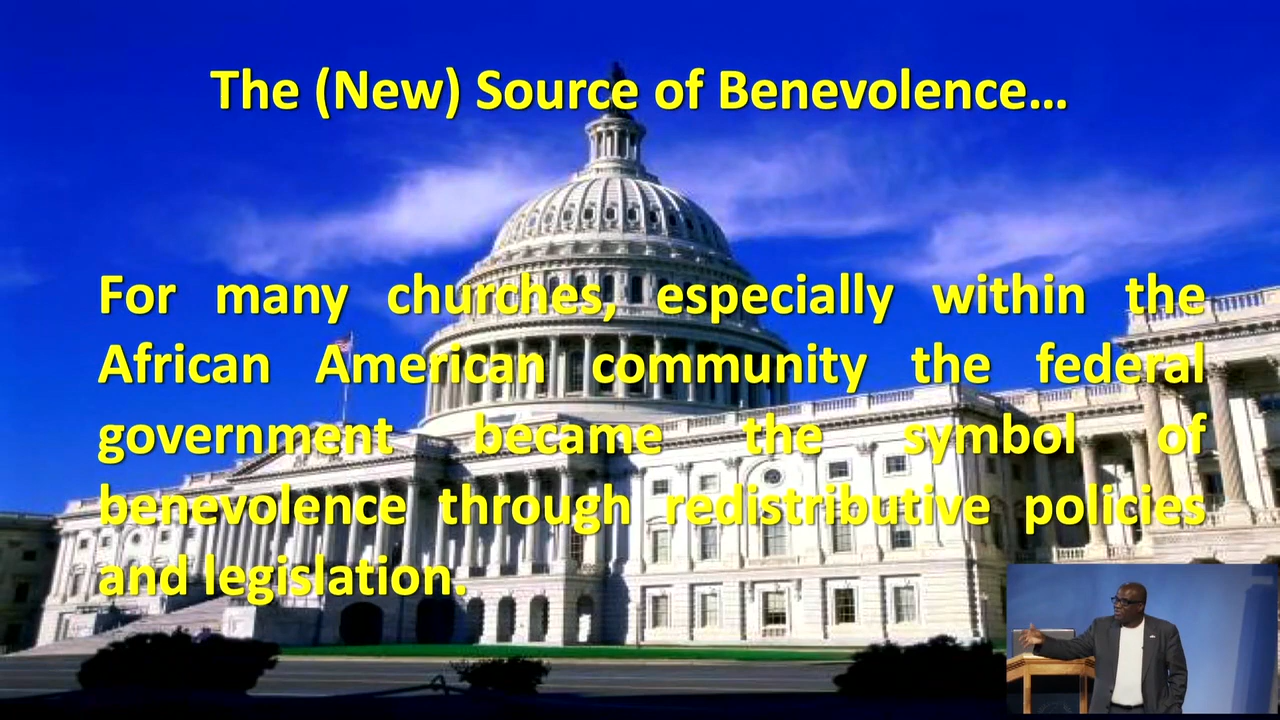 The (New) Source of Benevolence...
For many churches, especially within the
African American community the federal
government became the symbol of
benevolence through redistributive policies
and legislation.